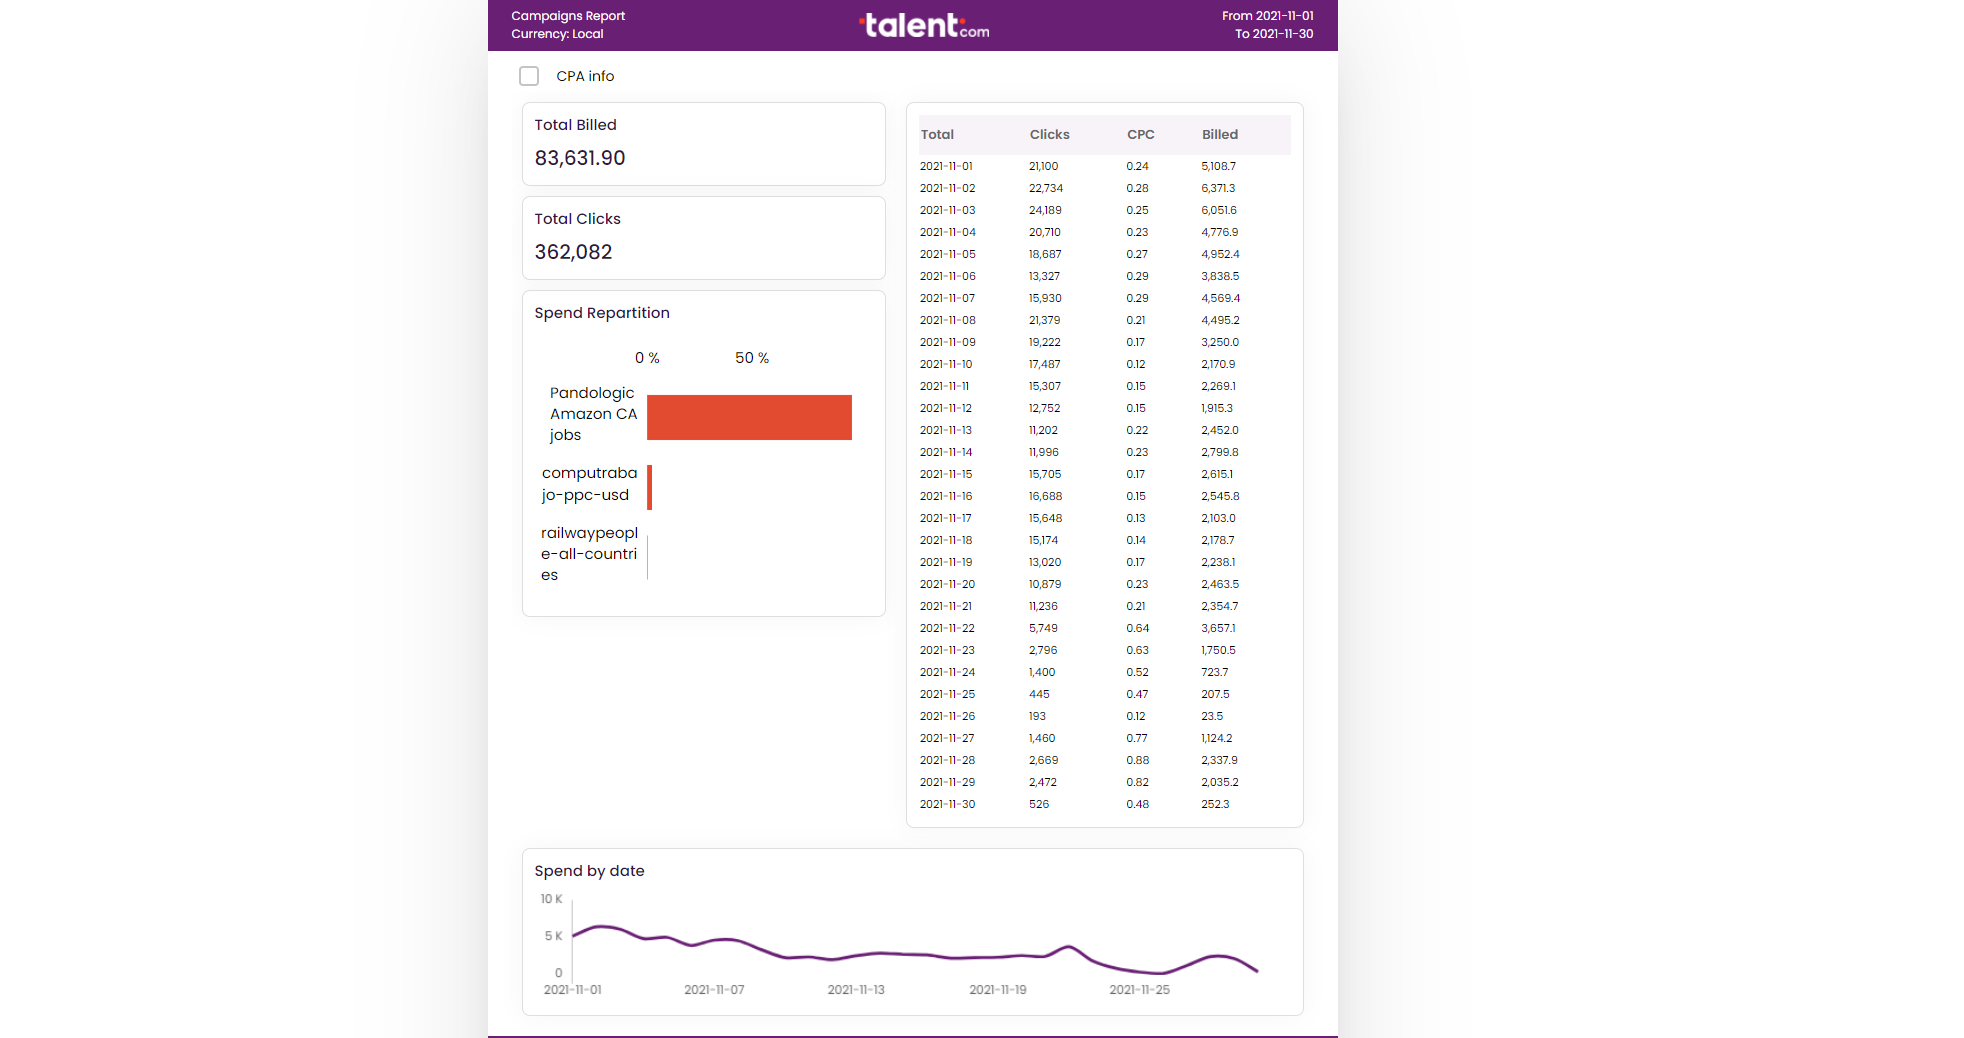 Campaigns Report
Currency: Local
talent.com
From 2021-11-01
To 2021-11-30
CPA info
Total Billed
83,631.90
Total Clicks
362,082
Spend Repartition
0 %
50 %
Pandologic
Amazon CA
jobs
computraba
jo-ppc-usd
railwaypeopl
e-all-countri
es
Total Clicks CPC Billed
2021-11-01 21,100 0.24 5,108.7
2021-11-02 22,734 0.28 6,371.3
2021-11-03 24,189 0.25 6,051.6
2021-11-04 20,710 0.23 4,776.9
2021-11-05 18,687 0.27 4,952.4
2021-11-06 13,327 0.29 3,838.5
2021-11-07 15,930 0.29 4,569.4
2021-11-08 21,379 0.21 4,495.2
2021-11-09 19,222 0.17 3,250.0
2021-11-10 17,487 0.12 2,170.9
2021-11-11 15,307 0.15 2,269.1
2021-11-12 12,752 0.15 1,915.3
2021-11-13 11,202 0.22 2,452.0
2021-11-14 11,996 0.23 2,799.8
2021-11-15 15,705 0.17 2,615.1
2021-11-16 16,688 0.15 2,545.8
2021-11-17 15,648 0.13 2,103.0
2021-11-18 15,174 0.14 2,178.7
2021-11-19 13,020 0.17 2,238.1
2021-11-20 10,879 0.23 2,463.5
2021-11-21 11,236 0.21 2,354.7
2021-11-22 5,749 0.64 3,657.1
2021-11-23 2,796 0.63 1,750.5
2021-11-24 1,400 0.52 723.7
2021-11-25 445 0.47 207.5
2021-11-26 193 0.12 23.5
2021-11-27 1,460 0.77 1,124.2
2021-11-28 2,669 0.88 2,337.9
2021-11-29 2,472 0.82 2,035.2
2021-11-30 526 0.48 252.3
Spend by date
10 K
5 K
0
2021-11-01 2021-11-07 2021-11-13 2021-11-19 2021-11-25